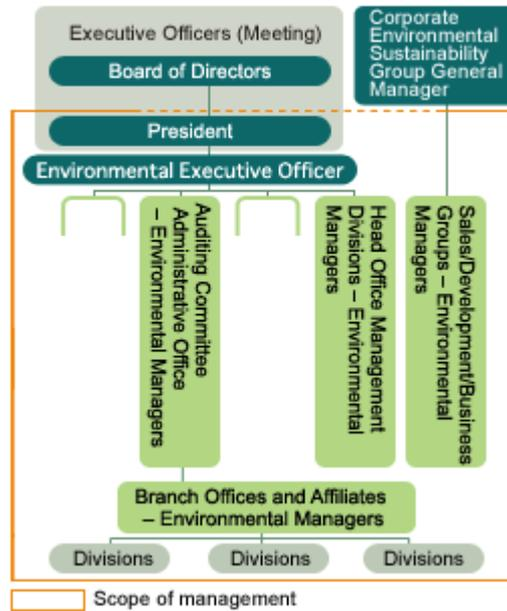 Executive Officers (Meeting)
Board of Directors
President
Environmental Executive Officer
Corporate
Environmental
Sustainability
Group General
Manager
Auditing Committee
Administrative Office
– Environmental Managers
Head Office Management
Divisions – Environmental
Managers
Sales/Development/Business
Groups – Environmental
Managers
Branch Offices and Affiliates
– Environmental Managers
Divisions
Divisions
Divisions
Scope of management